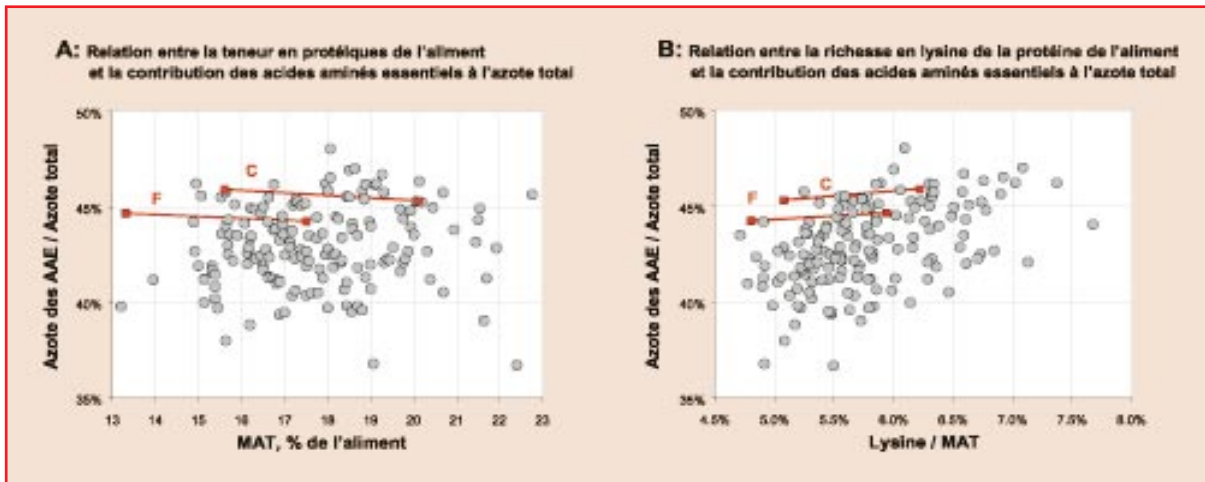 A: Relation entre la teneur en protéiques de l'aliment
et la contribution des acides aminés essentiels à l'azote total
50%
45%
40%
35%
Azote des AAE / Azote total
C
F
13 14 15 16 17 18 19 20 21 22 23
MAT, % de l'aliment
B: Relation entre la richesse en lysine de la protéine de l'aliment
et la contribution des acides aminés essentiels à l'azote total
50%
45%
40%
35%
Azote des AAE / Azote total
C
F
4.5% 5.0% 5.5% 6.0% 6.5% 7.0% 7.5% 8.0%
Lysine / MAT